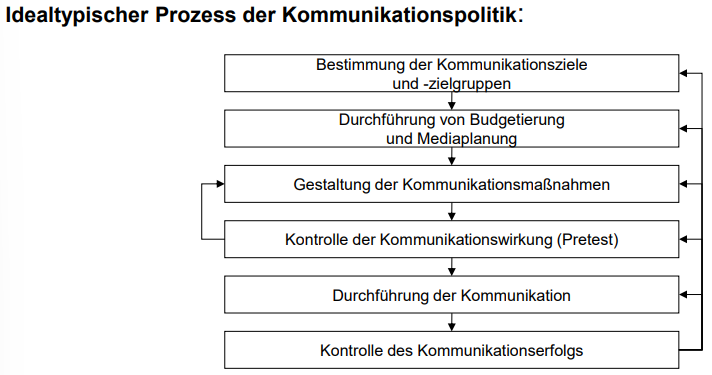 Idealtypischer Prozess der Kommunikationspolitik:
Bestimmung der Kommunikationsziele
und -zielgruppen
Durchführung von Budgetierung
und Mediaplanung
Gestaltung der Kommunikationsmaßnahmen
Kontrolle der Kommunikationswirkung (Pretest)
Durchführung der Kommunikation
Kontrolle des Kommunikationserfolgs